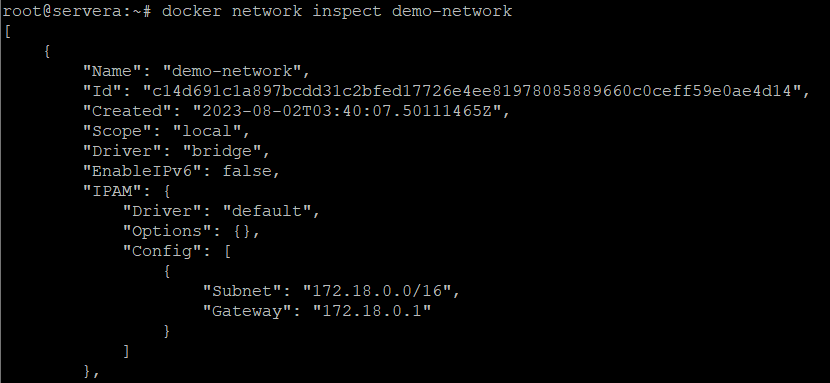 root@servera:~# docker network inspect demo-network
[
    {
        "Name": "demo-network",
        "Id": "c14d691c1a897bcdd31c2bfed17726e4ee81978085889660c0ceff59e0ae4d14",
        "Created": "2023-08-02T03:40:07.50111465Z",
        "Scope": "local",
        "Driver": "bridge",
        "EnableIPv6": false,
        "IPAM": {
            "Driver": "default",
            "Options": {},
            "Config": [
                {
                    "Subnet": "172.18.0.0/16",
                    "Gateway": "172.18.0.1"
                }
            ]
        },